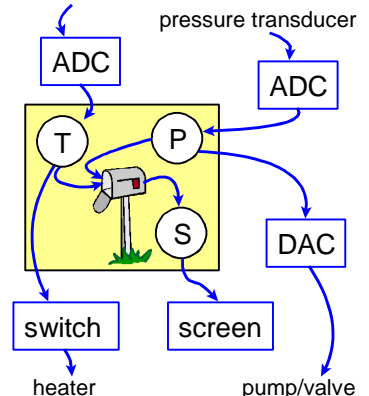 pressure transducer
ADC
ADC
T
P
S
DAC
switch
screen
heater
pump/valve